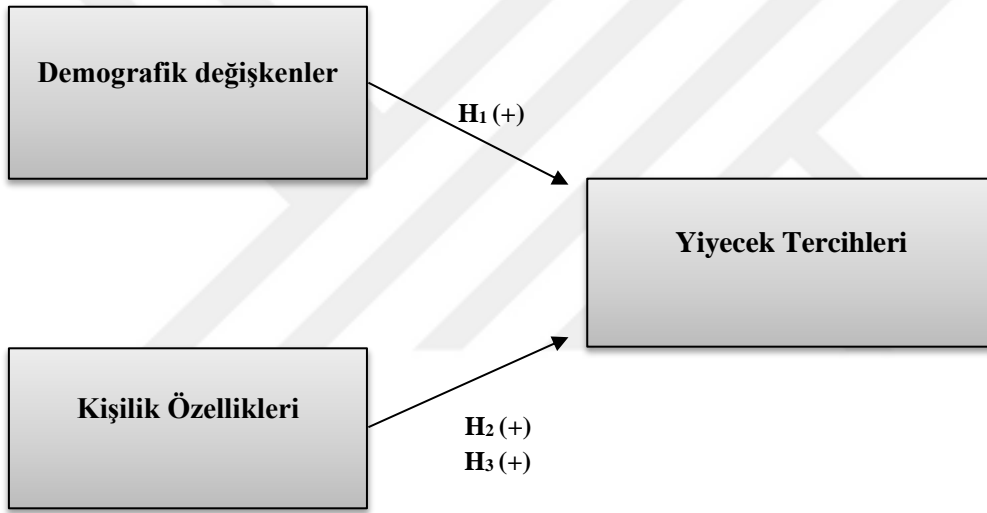 Demografik değişkenler
H₁ (+)
Yiyecek Tercihleri
Kişilik Özellikleri
H₂ (+)
H₃ (+)